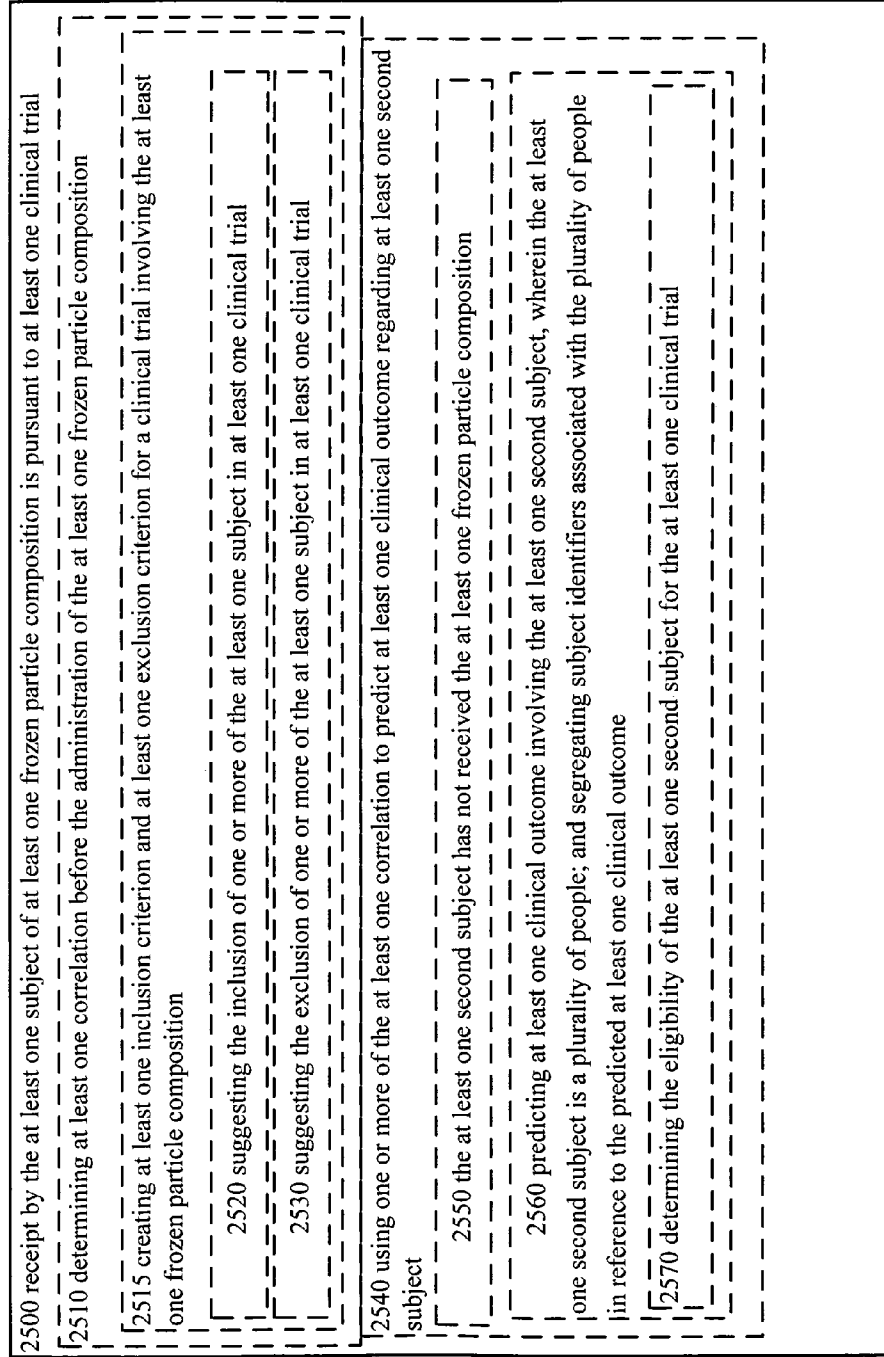 2500 receipt by the at least one subject of at least one frozen particle composition is pursuant to at least one clinical trial
2510 determining at least one correlation before the administration of the at least one frozen particle composition
2515 creating at least one inclusion criterion and at least one exclusion criterion for a clinical trial involving the at least
one frozen particle composition
2520 suggesting the inclusion of one or more of the at least one subject in at least one clinical trial
2530 suggesting the exclusion of one or more of the at least one subject in at least one clinical trial
2540 using one or more of the at least one correlation to predict at least one clinical outcome regarding at least one second
subject
2550 the at least one second subject has not received the at least one frozen particle composition
2560 predicting at least one clinical outcome involving the at least one second subject, wherein the at least
one second subject is a plurality of people; and segregating subject identifiers associated with the plurality of people
in reference to the predicted at least one clinical outcome
2570 determining the eligibility of the at least one second subject for the at least one clinical trial